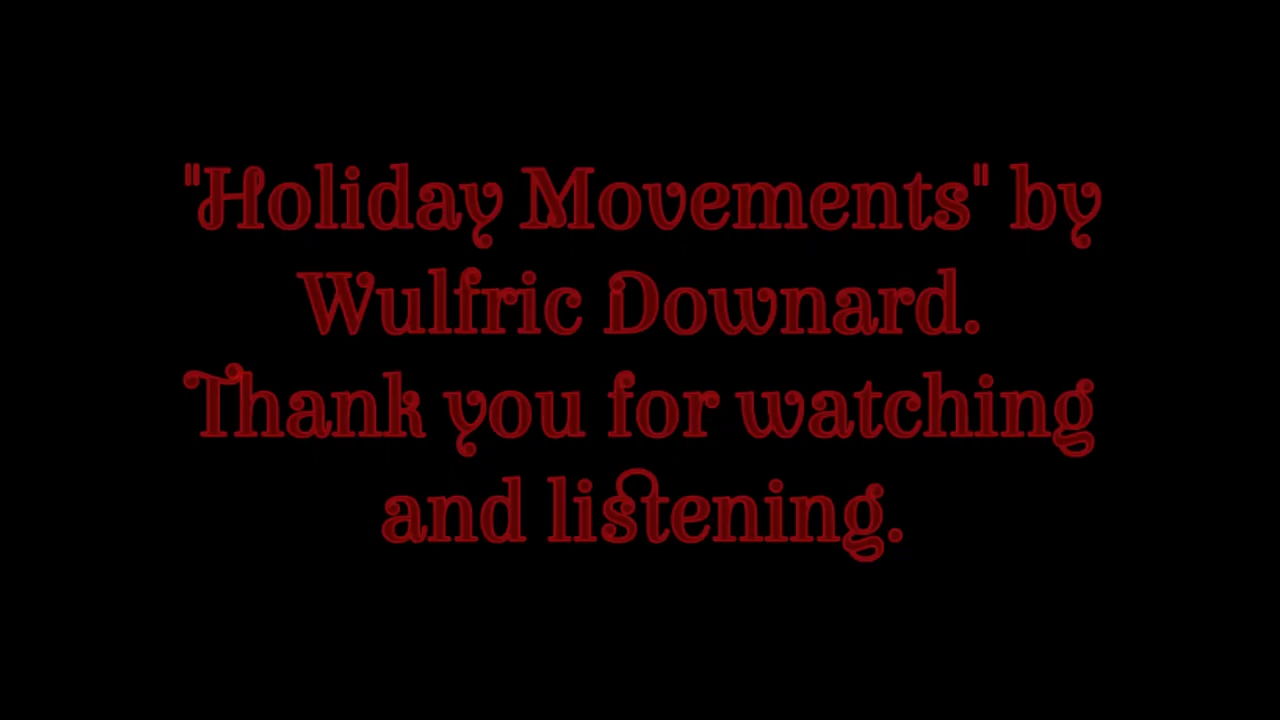 "Holiday Movements" by
Wulfric Downard.
Thank you for watching
and listening.